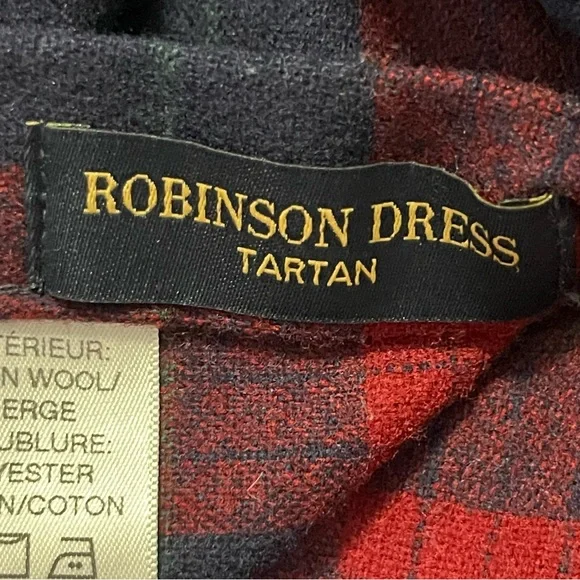 ROBINSON DRESS
TARTAN
TÉRIEUR:
N WOOL/
ERGE
UBLURE:
YESTER
N/COTON